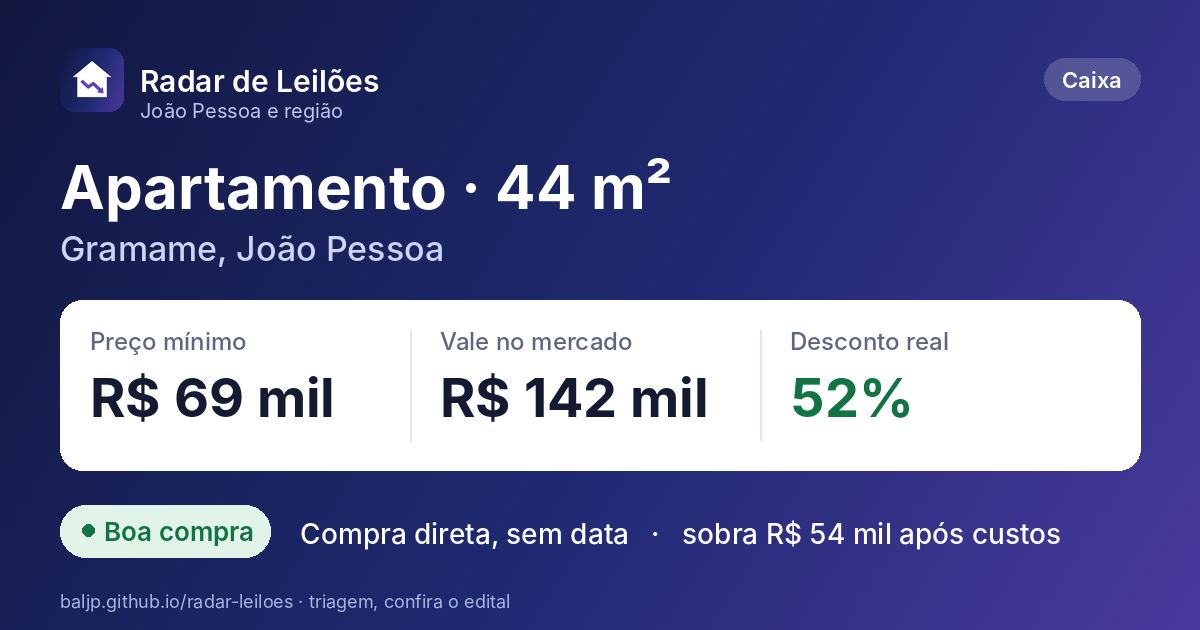 Radar de Leilões
João Pessoa e região
Caixa
Apartamento · 44 m²
Gramame, João Pessoa
Preço mínimo
Vale no mercado
Desconto real
R$ 69 mil
R$ 142 mil
52%
Boa compra
Compra direta, sem data · sobra R$ 54 mil após custos
baljp.github.io/radar-leiloes · triagem, confira o edital